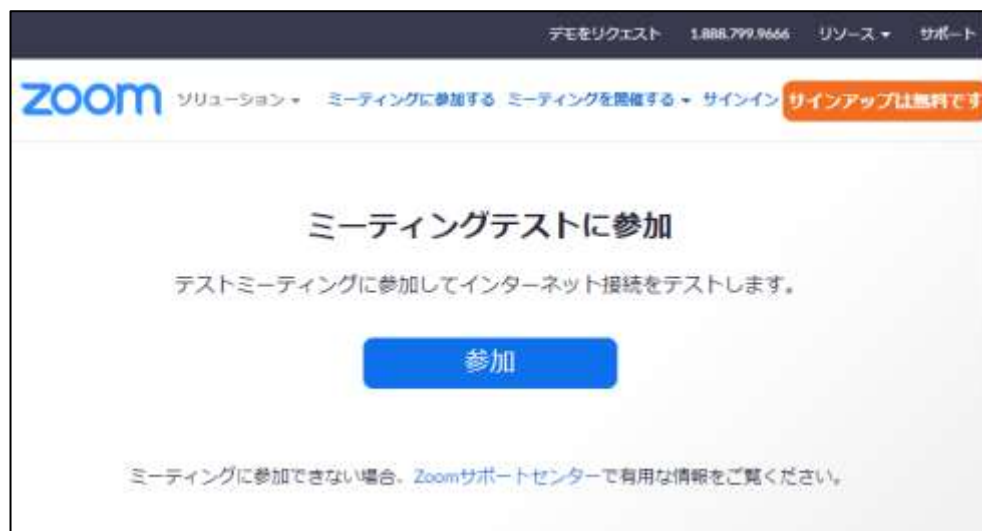 デモをリクエスト 1.888.799.9666 リソース サポート
zoom ソリューション ミーティングに参加する ミーティングを開催する サインイン サインアップは無料です
ミーティングテストに参加
テストミーティングに参加してインターネット接続をテストします。
参加
ミーティングに参加できない場合、Zoomサポートセンターで有用な情報をご覧ください。